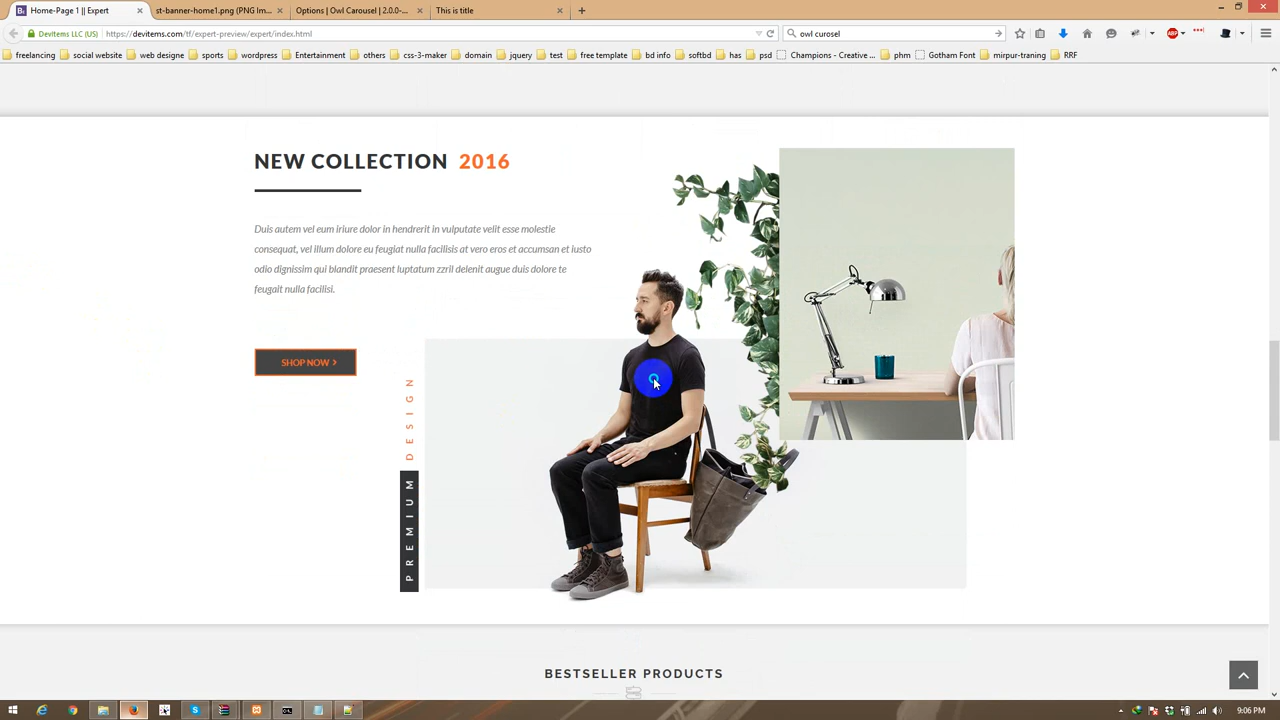 Home-Page 1 || Expert
st-banner-home1.png (PNG Im...
Options | Owl Carousel | 2.0.0-...
This is title
DevItems LLC (US)
https://devitems.com/tf/expert-preview/expert/index.html
owl curosel
freelancing
social website
web designe
sports
wordpress
Entertainment
others
css-3-maker
domain
jquery
test
free template
bd info
softbd
has
psd
Champions - Creative ...
phm
Gotham Font
mirpur-traning
RRF
NEW COLLECTION 2016
Duis autem vel eum iriure dolor in hendrerit in vulputate velit esse molestie
consequat, vel illum dolore eu feugiat nulla facilisis at vero eros et accumsan et iusto
odio dignissim qui blandit praesent luptatum zzril delenit augue duis dolore te
feugait nulla facilisi.
SHOP NOW >
PREMIUM DESIGN
BESTSELLER PRODUCTS
9:06 PM